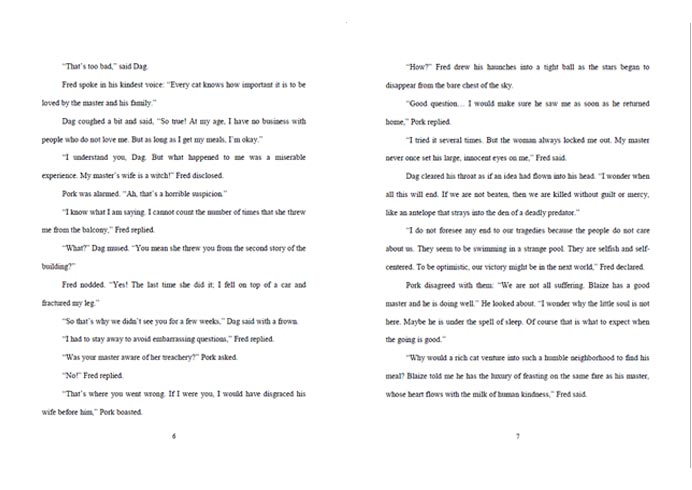 “That’s too bad,” said Dag.
Fred spoke in his kindest voice: “Every cat knows how important it is to be
loved by the master and his family.”
Dag coughed a bit and said, “So true! At my age, I have no business with
people who do not love me. But as long as I get my meals, I’m okay.”
“I understand you, Dag. But what happened to me was a miserable
experience. My master’s wife is a witch!” Fred disclosed.
Pork was alarmed. “Ah, that’s a horrible suspicion.”
“I know what I am saying. I cannot count the number of times that she threw
me from the balcony,” Fred replied.
“What?” Dag mused. “You mean she threw you from the second story of the
building?”
Fred nodded. “Yes! The last time she did it; I fell on top of a car and
fractured my leg.”
“So that’s why we didn’t see you for a few weeks,” Dag said with a frown.
“I had to stay away to avoid embarrassing questions,” Fred replied.
“Was your master aware of her treachery?” Pork asked.
“No!” Fred replied.
“That’s where you went wrong. If I were you, I would have disgraced his
wife before him,” Pork boasted.
6
“How?” Fred drew his haunches into a tight ball as the stars began to
disappear from the bare chest of the sky.
“Good question… I would make sure he saw me as soon as he returned
home,” Pork replied.
“I tried it several times. But the woman always locked me out. My master
never once set his large, innocent eyes on me,” Fred said.
Dag cleared his throat as if an idea had flown into his head. “I wonder when
all this will end. If we are not beaten, then we are killed without guilt or mercy,
like an antelope that strays into the den of a deadly predator.”
“I do not foresee any end to our tragedies because the people do not care
about us. They seem to be swimming in a strange pool. They are selfish and self-
centered. To be optimistic, our victory might be in the next world,” Fred declared.
Pork disagreed with them: “We are not all suffering. Blaize has a good
master and he is doing well.” He looked about. “I wonder why the little soul is not
here. Maybe he is under the spell of sleep. Of course that is what to expect when
the going is good.”
“Why would a rich cat venture into such a humble neighborhood to find his
meal? Blaize told me he has the luxury of feasting on the same fare as his master,
whose heart flows with the milk of human kindness,” Fred said.
7